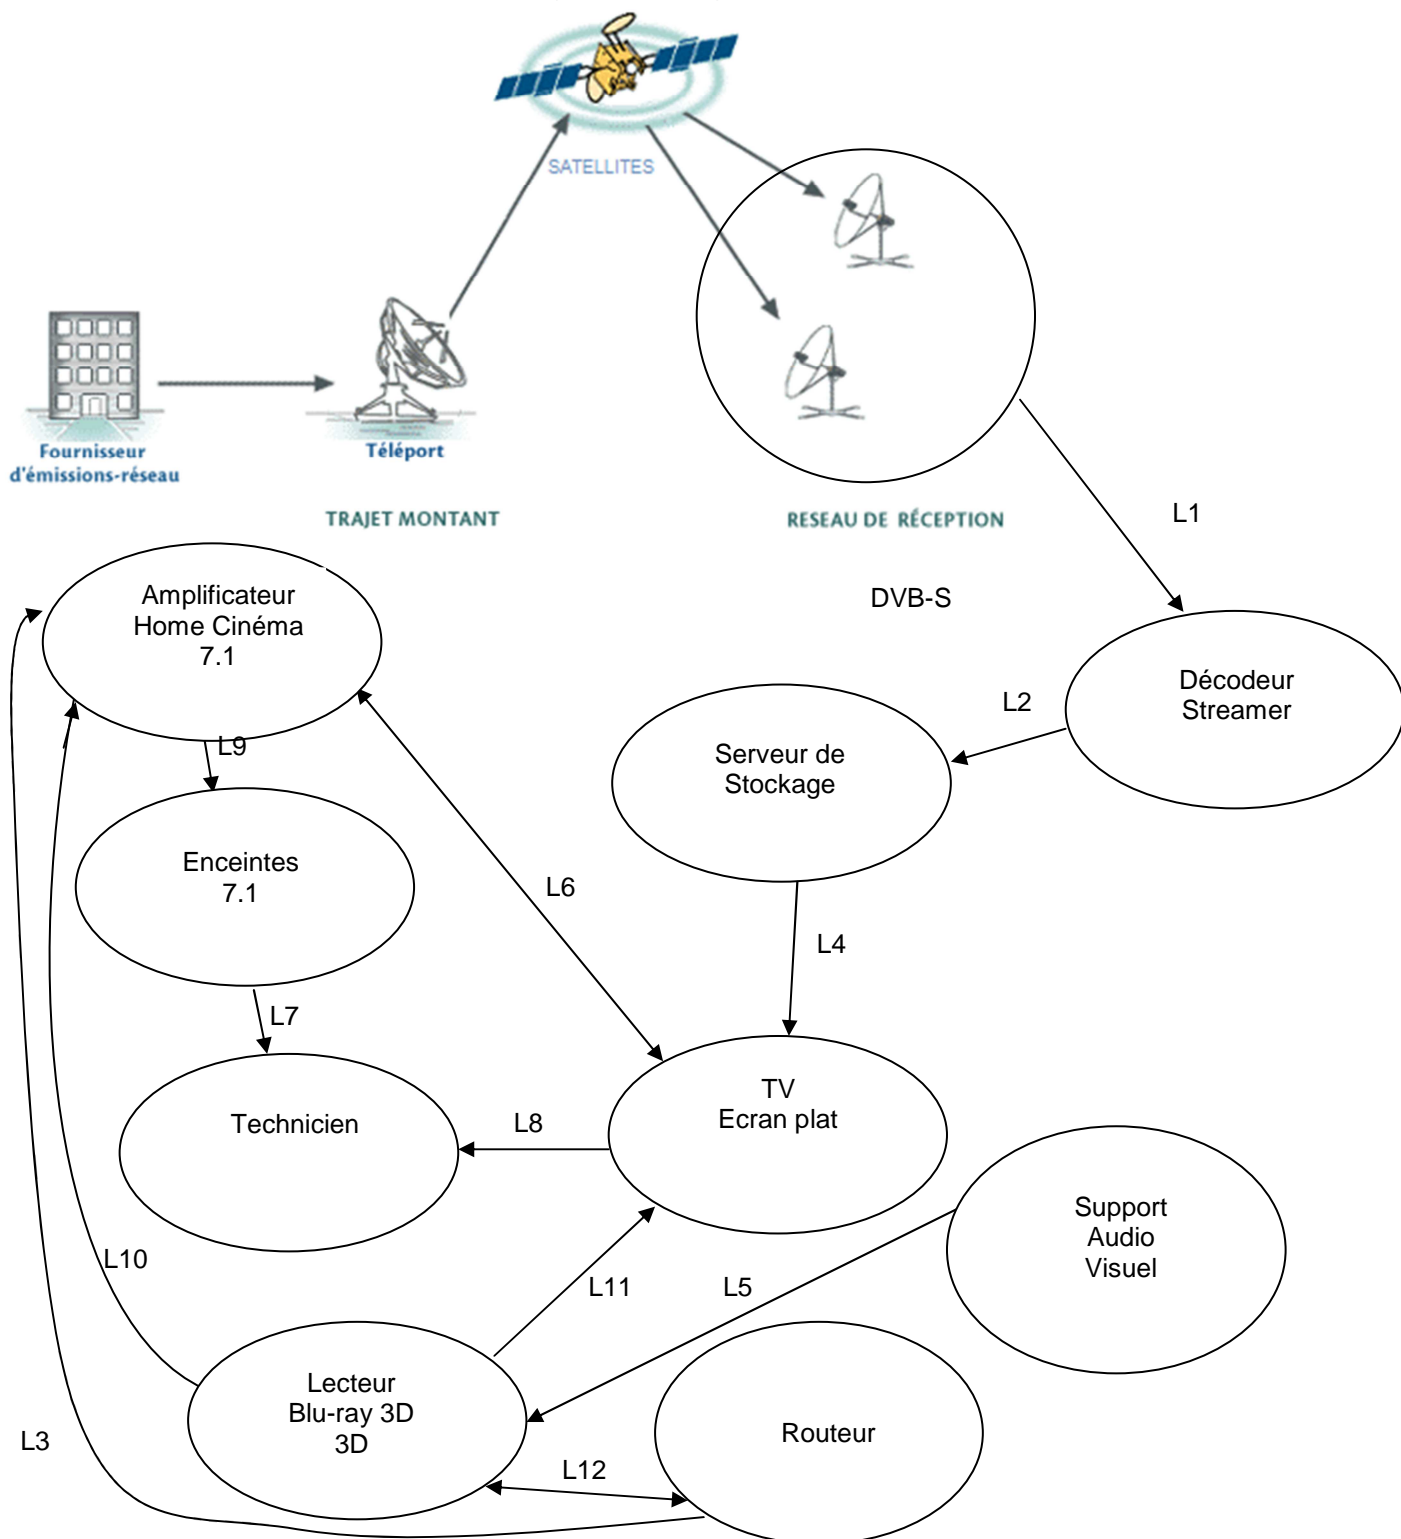 SATELLITES
Fournisseur
d'émissions-réseau
Téléport
TRAJET MONTANT
RESEAU DE RÉCEPTION
L1
DVB-S
Amplificateur
Home Cinéma
7.1
Décodeur
Streamer
L2
L9
Serveur de
Stockage
Enceintes
7.1
L6
L4
L7
TV
Ecran plat
Technicien
L8
Support
Audio
Visuel
L10
L11
L5
Lecteur
Blu-ray 3D
3D
Routeur
L3
L12